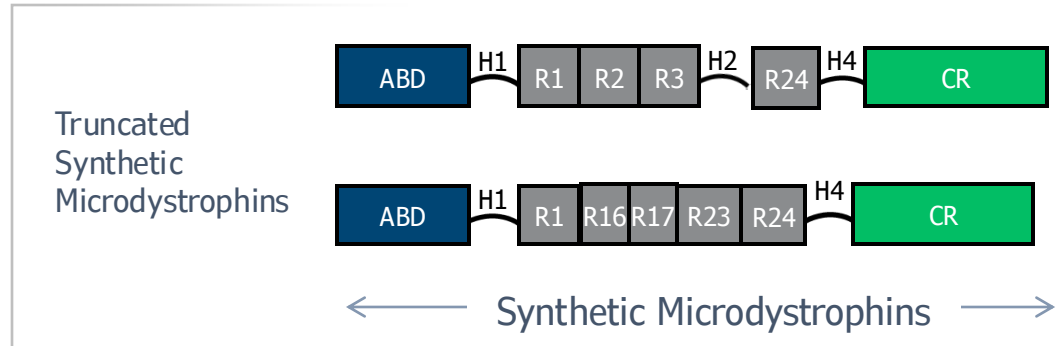 H1 H2 H4
ABD R1 R2 R3 R24 CR
Truncated
Synthetic
Microdystrophins
H1 H4
ABD R1 R16 R17 R23 R24 CR
Synthetic Microdystrophins